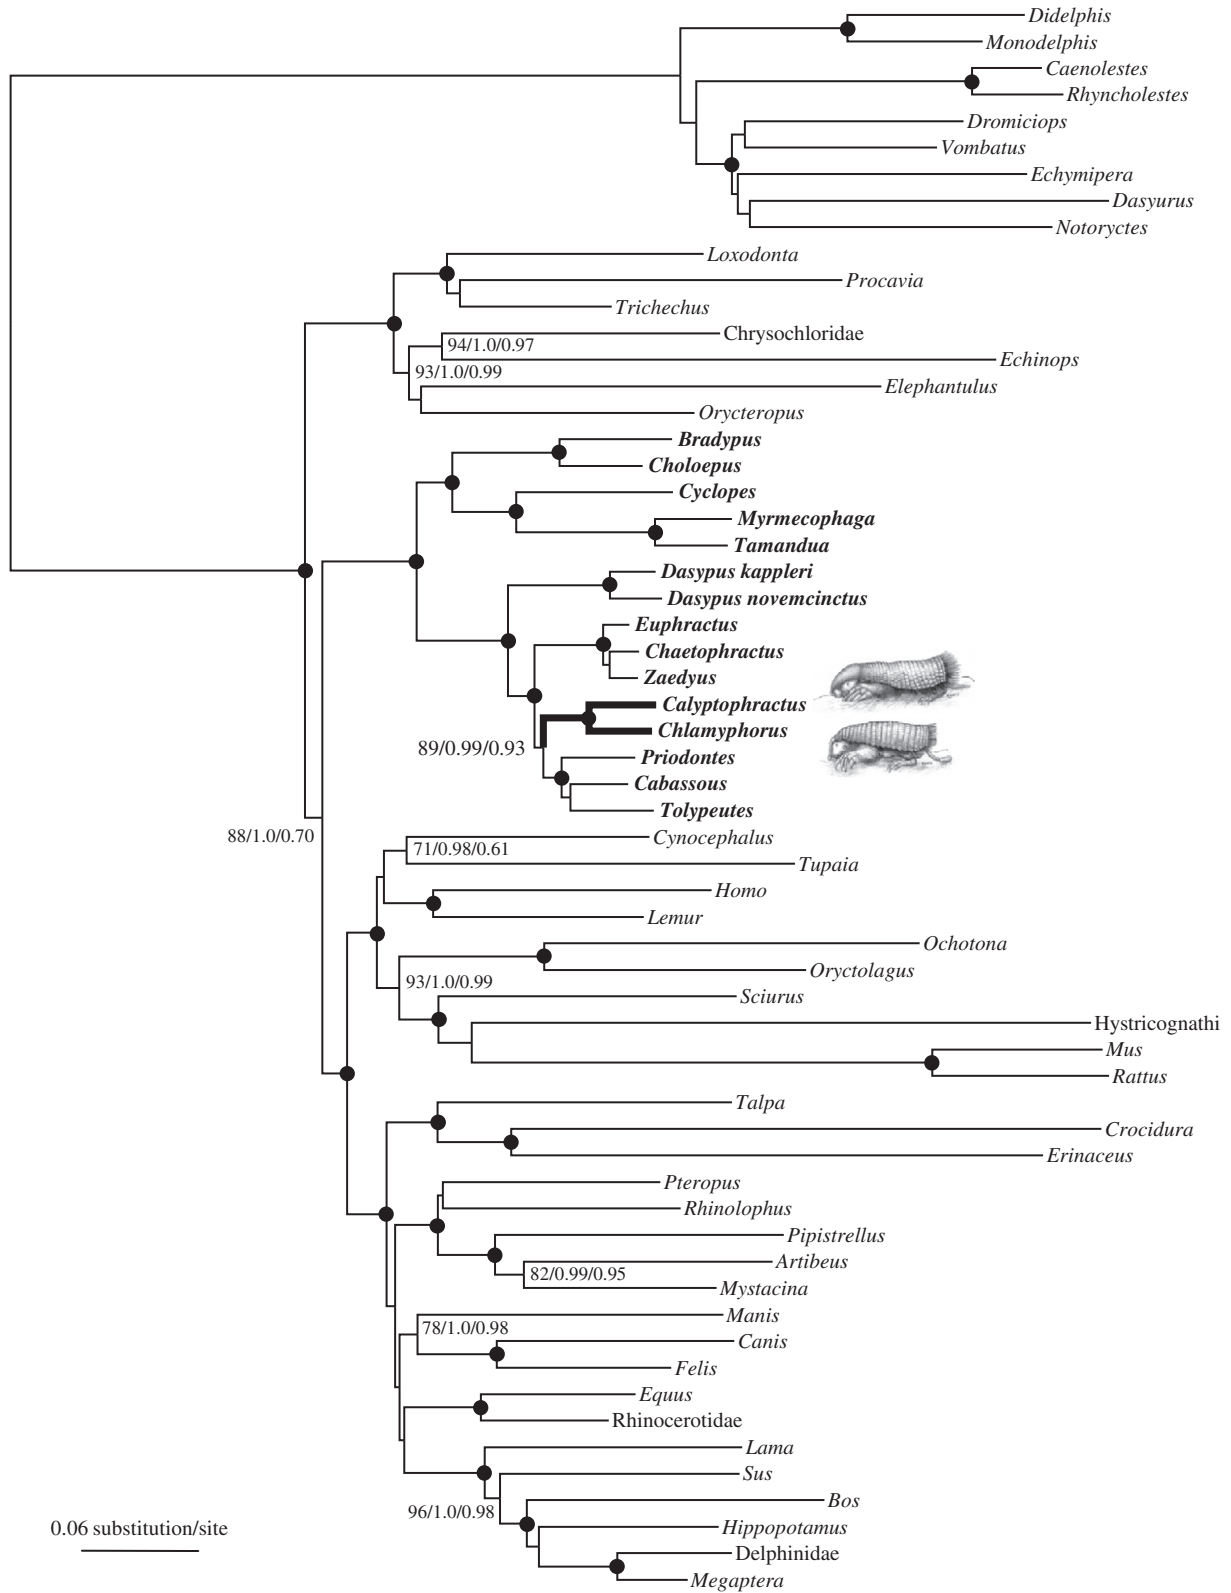 Didelphis
Monodelphis
Caenolestes
Rhyncholestes
Dromiciops
Vombatus
Echymipera
Dasyurus
Notoryctes
Loxodonta
Procavia
Trichechus
Chrysochloridae
94/1.0/0.97
Echinops
93/1.0/0.99
Elephantulus
Orycteropus
Bradypus
Choloepus
Cyclopes
Myrmecophaga
Tamandua
Dasypus kappleri
Dasypus novemcinctus
Euphractus
Chaetophractus
Zaedyus
Calyptophractus
Chlamyphorus
89/0.99/0.93
Priodontes
Cabassous
Tolypeutes
88/1.0/0.70
Cynocephalus
71/0.98/0.61
Tupaia
Homo
Lemur
Ochotona
Oryctolagus
93/1.0/0.99
Sciurus
Hystricognathi
Mus
Rattus
Talpa
Crocidura
Erinaceus
Pteropus
Rhinolophus
Pipistrellus
Artibeus
82/0.99/0.95
Mystacina
Manis
78/1.0/0.98
Canis
Felis
Equus
Rhinocerotidae
Lama
Sus
Bos
96/1.0/0.98
Hippopotamus
0.06 substitution/site
Delphinidae
Megaptera